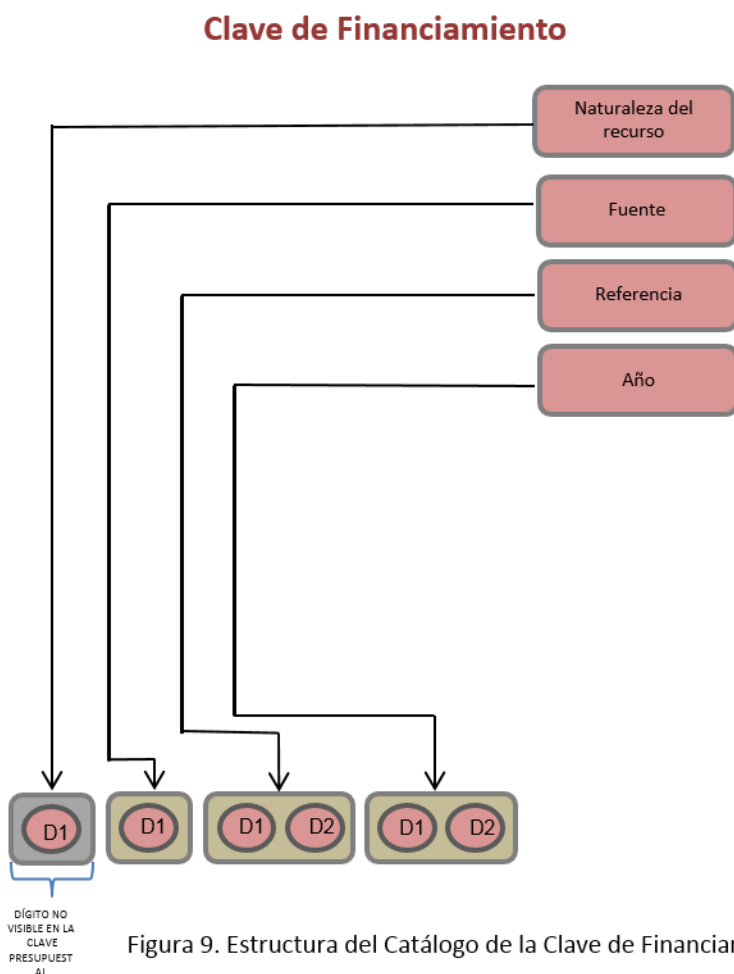 Clave de Financiamiento
Naturaleza del
recurso
Fuente
Referencia
Año
D1
D1
D1 D2
D1 D2
DÍGITO NO
VISIBLE EN LA
CLAVE
PRESUPUEST
AL
Figura 9. Estructura del Catálogo de la Clave de Financiar